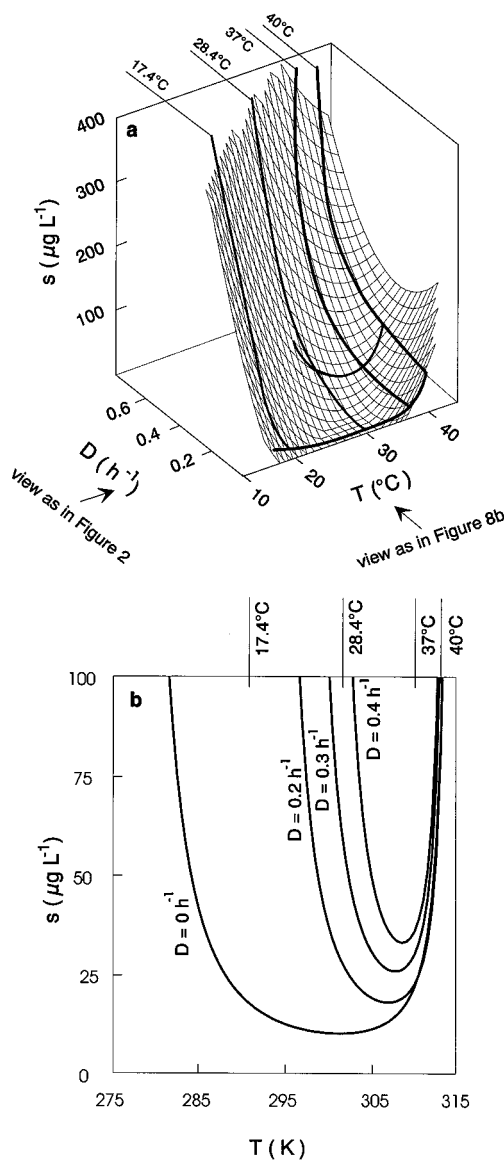 17.4°C
28.4°C
37°C
40°C
a
400
300
200
100
s ( μg L⁻¹)
0.6
0.4
0.2
D ( h⁻¹)
10
20
30
40
T (°C)
view as in Figure 2
view as in Figure 8b
17.4°C
28.4°C
37°C
40°C
b
100
75
50
25
0
s ( μg L⁻¹)
D = 0 h⁻¹
D = 0.2 h⁻¹
D = 0.3 h⁻¹
D = 0.4 h⁻¹
275
285
295
305
315
T (K)